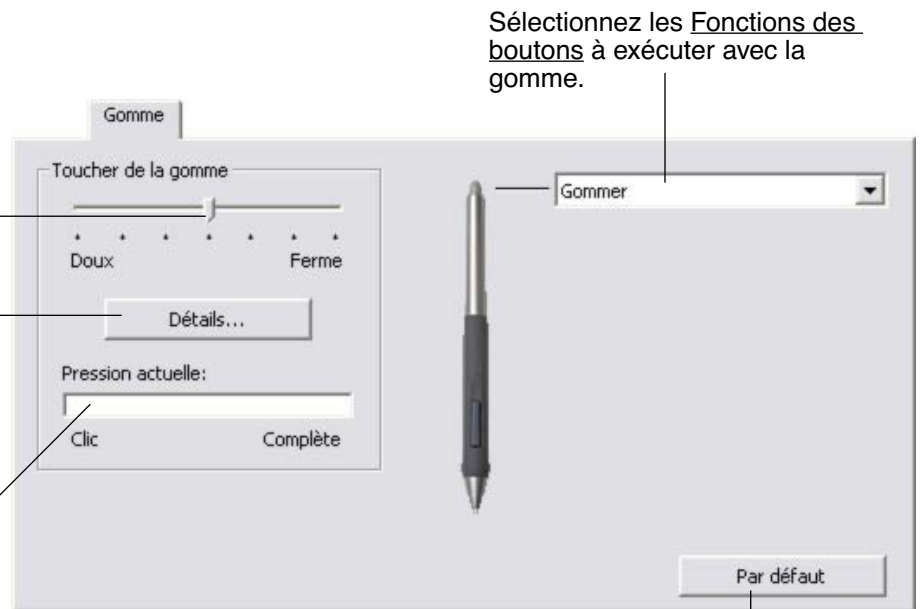 Sélectionnez les Fonctions des
boutons à exécuter avec la
gomme.
Gomme
Toucher de la gomme
Doux Ferme
Détails...
Pression actuelle:
Clic Complète
Gommer
Par défaut